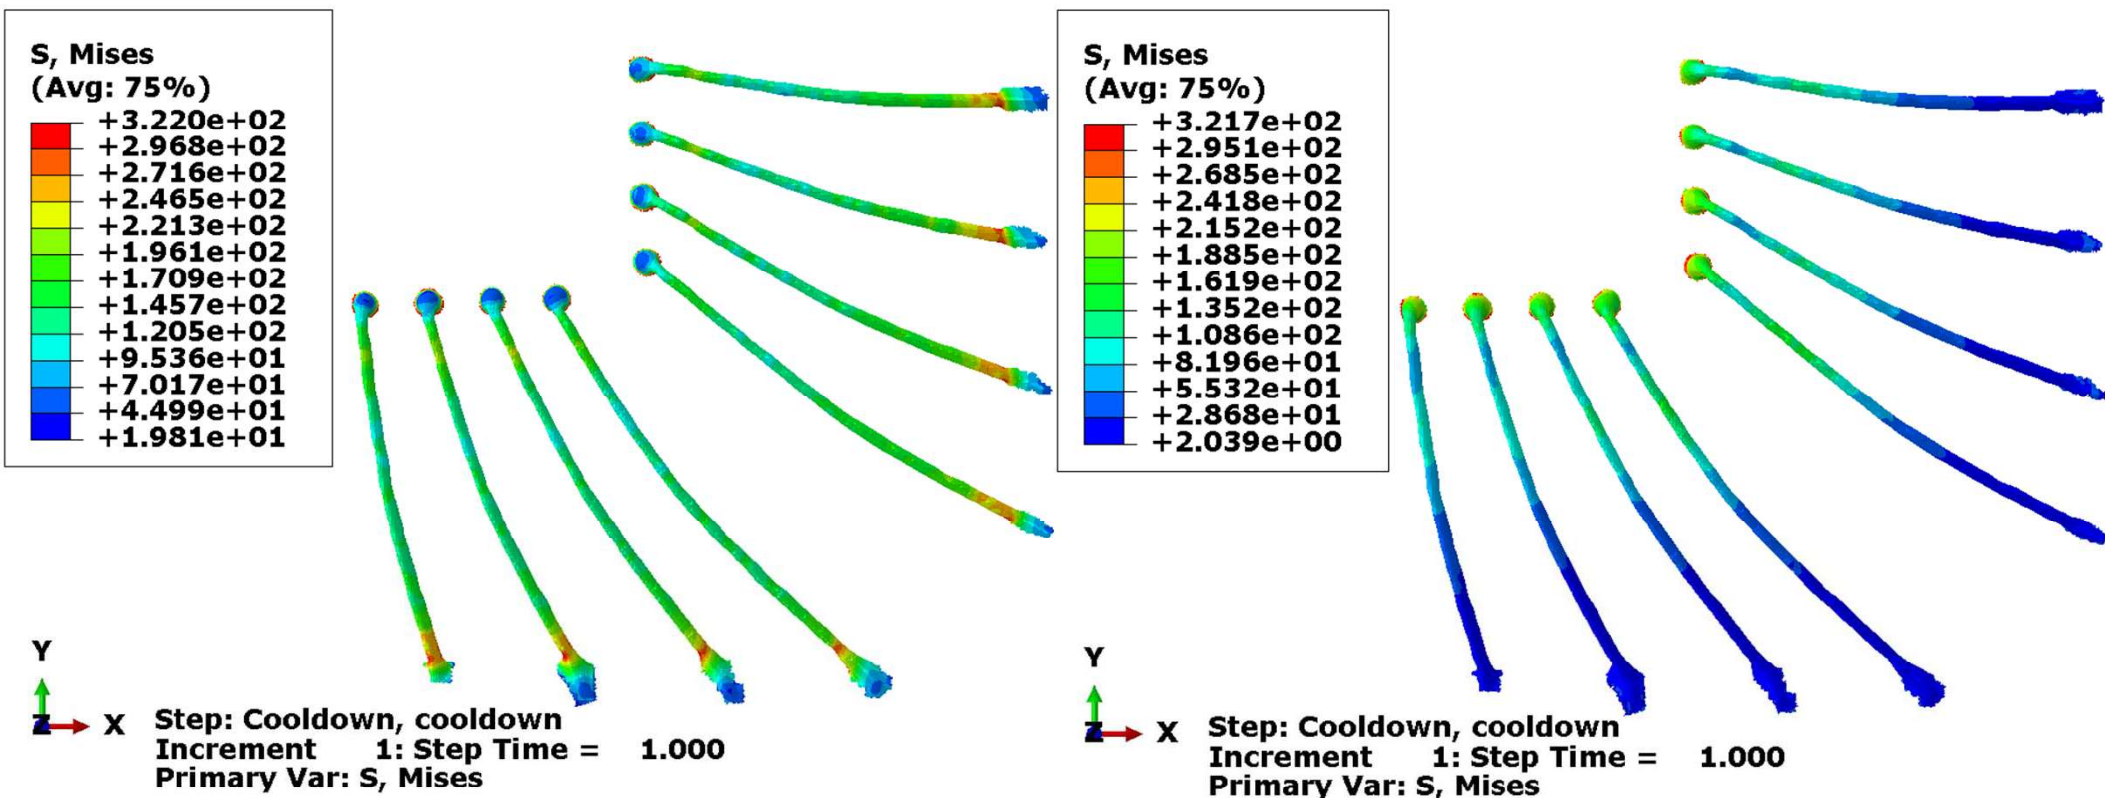 S, Mises
(Avg: 75%)
+3.220e+02
+2.968e+02
+2.716e+02
+2.465e+02
+2.213e+02
+1.961e+02
+1.709e+02
+1.457e+02
+1.205e+02
+9.536e+01
+7.017e+01
+4.499e+01
+1.981e+01
Y
Z
X
Step: Cooldown, cooldown
Increment 1: Step Time = 1.000
Primary Var: S, Mises
S, Mises
(Avg: 75%)
+3.217e+02
+2.951e+02
+2.685e+02
+2.418e+02
+2.152e+02
+1.885e+02
+1.619e+02
+1.352e+02
+1.086e+02
+8.196e+01
+5.532e+01
+2.868e+01
+2.039e+00
Y
Z
X
Step: Cooldown, cooldown
Increment 1: Step Time = 1.000
Primary Var: S, Mises